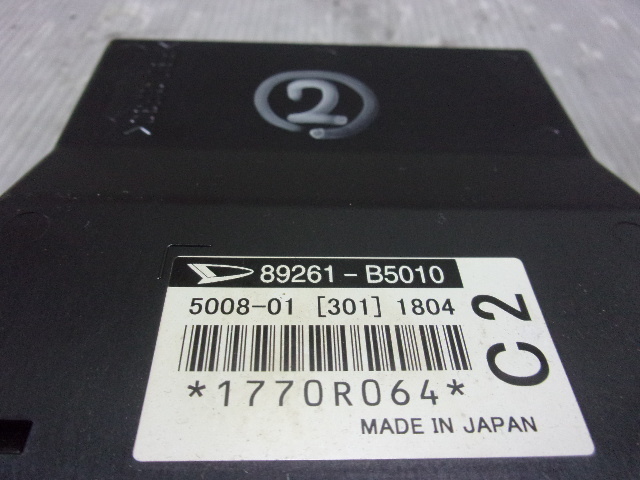 2
89261-B5010
5008-01 [301] 1804
C2
*1770R064*
MADE IN JAPAN